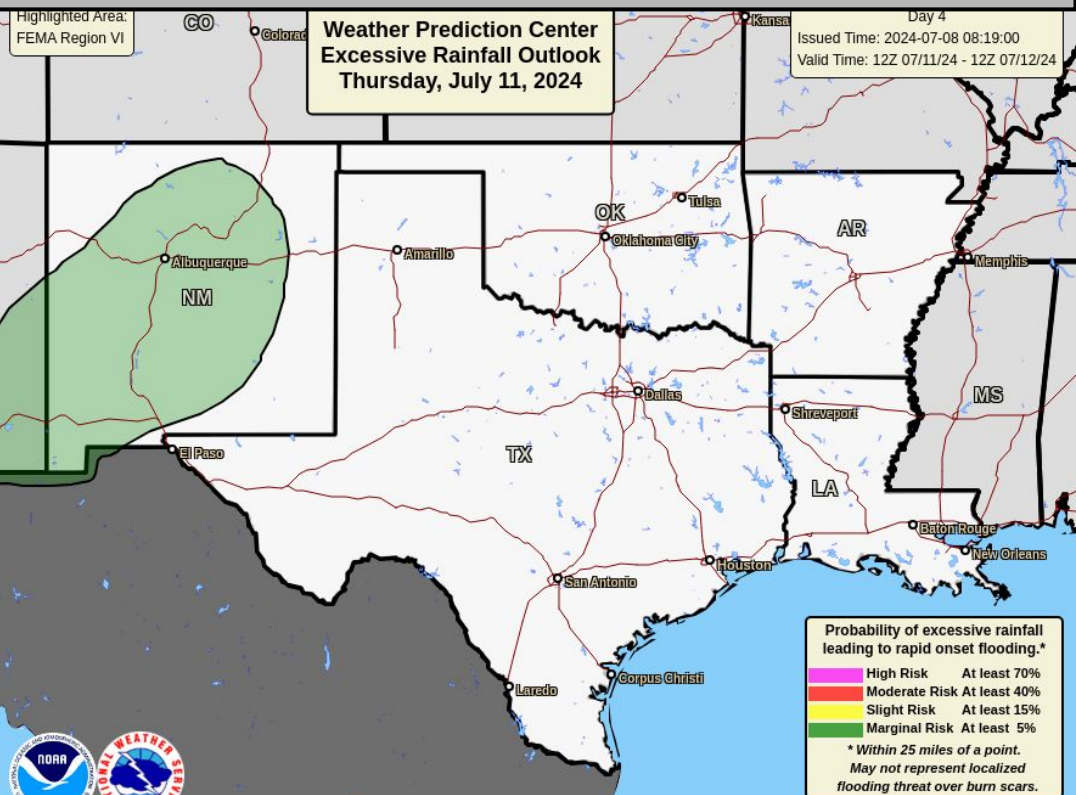 Highlighted Area:
FEMA Region VI
CO
Colorad
Weather Prediction Center
Excessive Rainfall Outlook
Thursday, July 11, 2024
Kansa
Day 4
Issued Time: 2024-07-08 08:19:00
Valid Time: 12Z 07/11/24 - 12Z 07/12/24
Tulsa
OK
Oklahoma City
AR
Amarillo
Albuquerque
Memphis
NM
Dallas
MS
Shreveport
El Paso
TX
LA
Baton Rouge
New Orleans
Houston
San Antonio
Corpus Christi
Laredo
Probability of excessive rainfall
leading to rapid onset flooding.*
High Risk At least 70%
Moderate Risk At least 40%
Slight Risk At least 15%
Marginal Risk At least 5%
* Within 25 miles of a point.
May not represent localized
flooding threat over burn scars.
NOAA
WEATHER